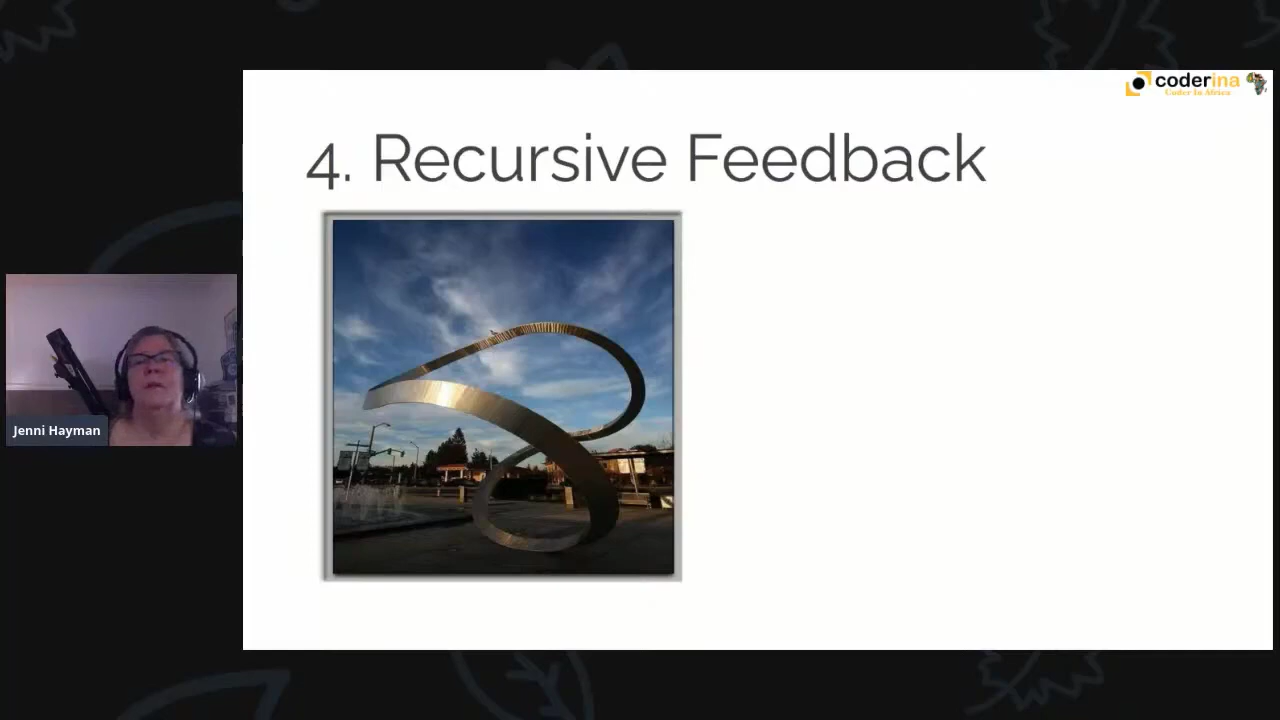 coderina
Coder In Africa
4. Recursive Feedback
Jenni Hayman